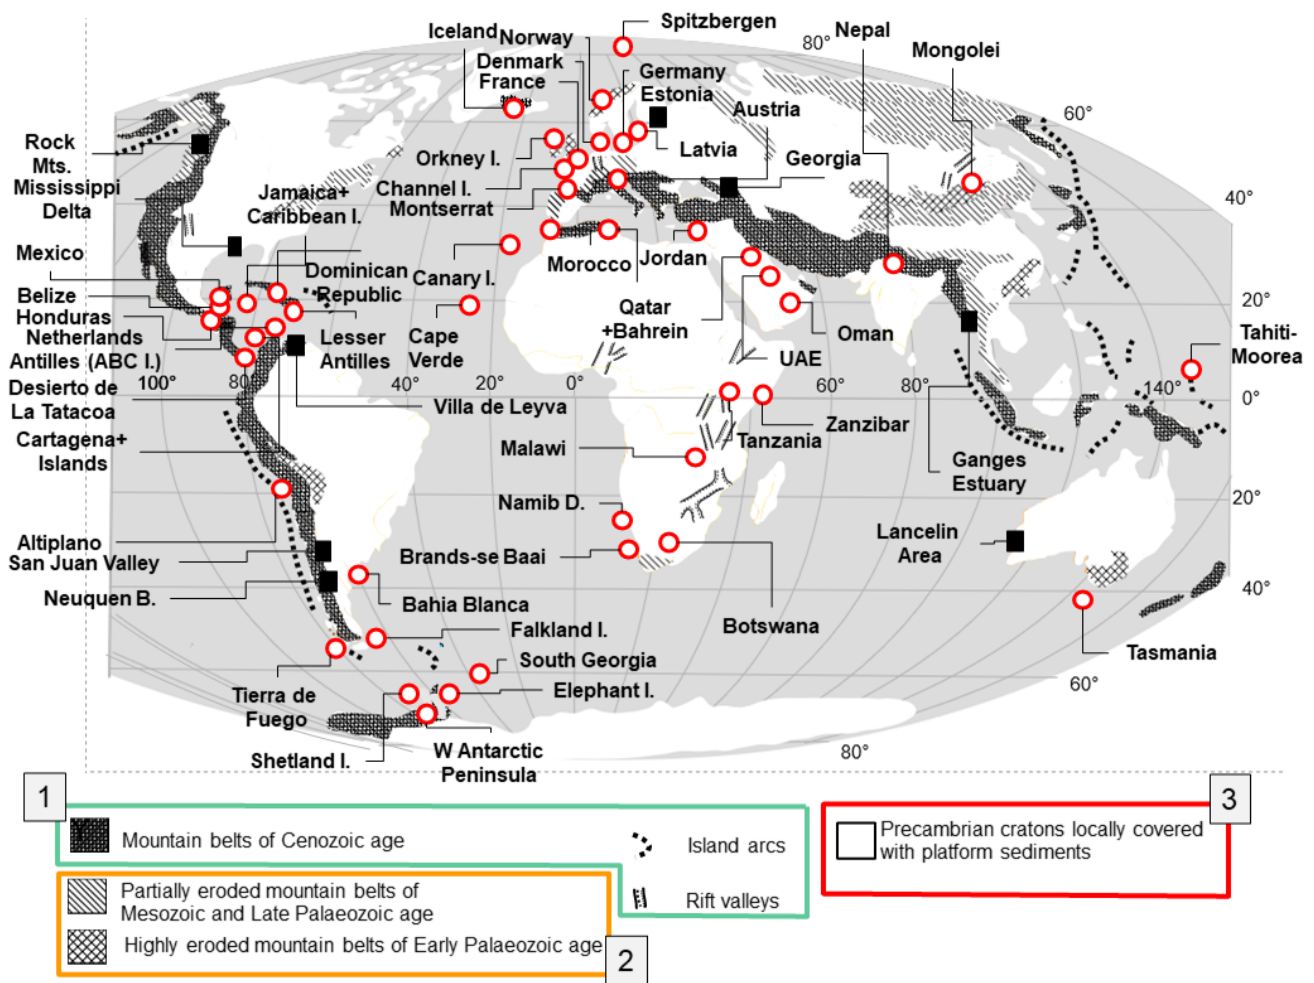 Iceland
Norway
Spitzbergen
Nepal
Mongolei
80°
Denmark
France
Germany
Estonia
Austria
60°
Rock
Mts.
Orkney I.
Latvia
Georgia
Mississippi
Delta
Jamaica+
Caribbean I.
Channel I.
Montserrat
40°
Mexico
Dominican
Republic
Canary I.
Morocco
Jordan
Belize
Honduras
Netherlands
Antilles (ABC I.)
Lesser
Antilles
Cape
Verde
Qatar
+Bahrein
UAE
Oman
20°
Tahiti-
Moorea
100°
80°
40°
0°
60°
80°
140°
0°
Desierto de
La Tatacoa
Villa de Leyva
Cartagena+
Islands
Malawi
Tanzania
Zanzibar
Ganges
Estuary
Namib D.
20°
Altiplano
San Juan Valley
Brands-se Baai
Lancelin
Area
Neuquen B.
Bahia Blanca
40°
Falkland I.
Botswana
South Georgia
Tasmania
Tierra de
Fuego
Elephant I.
60°
Shetland I.
W Antarctic
Peninsula
80°
1
Mountain belts of Cenozoic age
Island arcs
Rift valleys
3
Precambrian cratons locally covered
with platform sediments
Partially eroded mountain belts of
Mesozoic and Late Palaeozoic age
Highly eroded mountain belts of Early Palaeozoic age
2